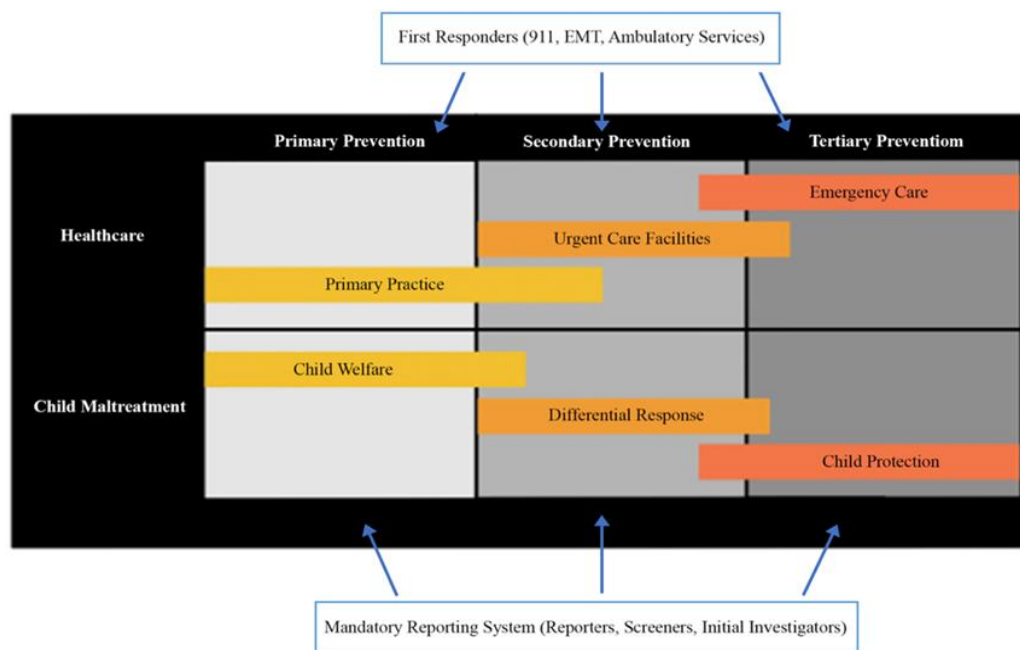 First Responders (911, EMT, Ambulatory Services)
Primary Prevention
Secondary Prevention
Tertiary Preventiom
Emergency Care
Healthcare
Urgent Care Facilities
Primary Practice
Child Welfare
Child Maltreatment
Differential Response
Child Protection
Mandatory Reporting System (Reporters, Screeners, Initial Investigators)